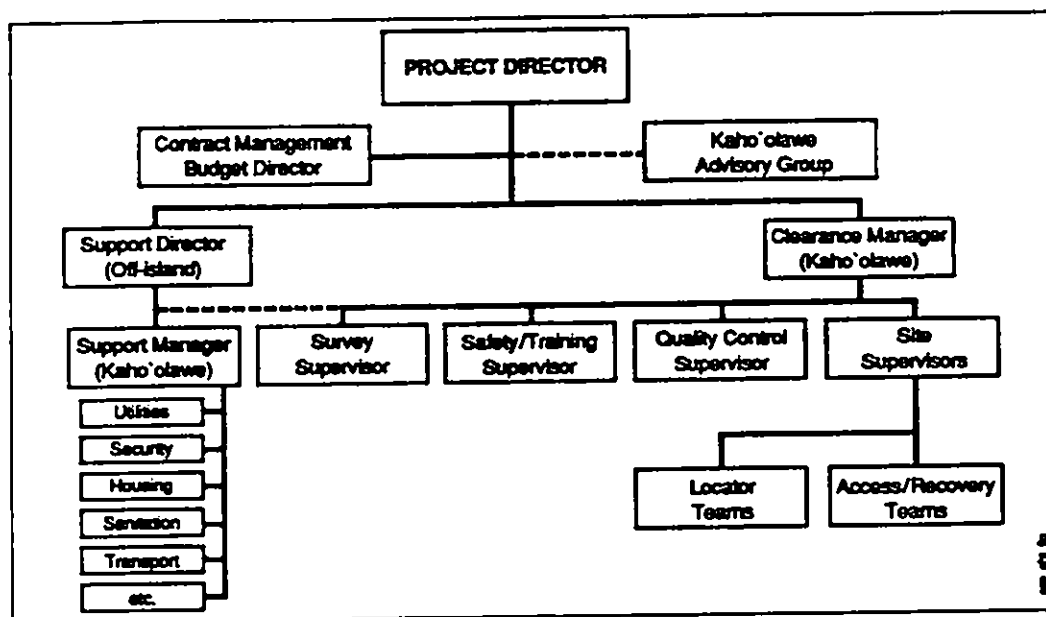 PROJECT DIRECTOR
Contract Management
Budget Director
Kaho`olawe
Advisory Group
Support Director
(Off-island)
Clearance Manager
(Kaho`olawe)
Support Manager
(Kaho`olawe)
Survey
Supervisor
Safety/Training
Supervisor
Quality Control
Supervisor
Site
Supervisors
Utilities
Security
Housing
Sanitation
Transport
etc.
Locator
Teams
Access/Recovery
Teams